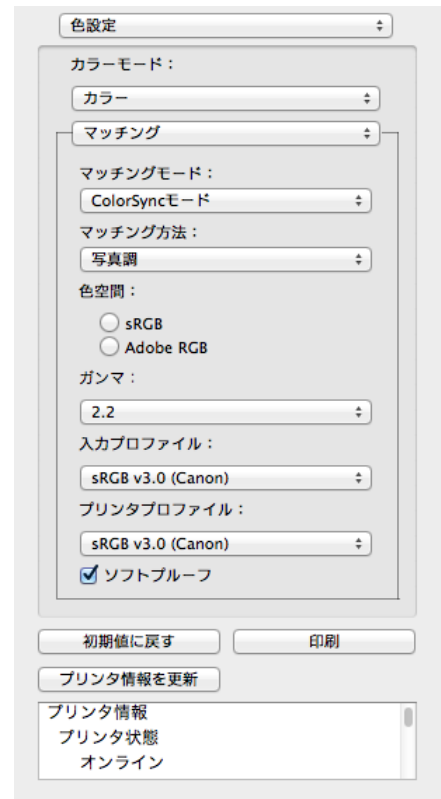 色設定
カラーモード：
カラー
マッチング
マッチングモード：
ColorSyncモード
マッチング方法：
写真調
色空間：
sRGB
Adobe RGB
ガンマ：
2.2
入力プロファイル：
sRGB v3.0 (Canon)
プリンタプロファイル：
sRGB v3.0 (Canon)
ソフトプルーフ
初期値に戻す 印刷
プリンタ情報を更新
プリンタ情報
プリンタ状態
オンライン